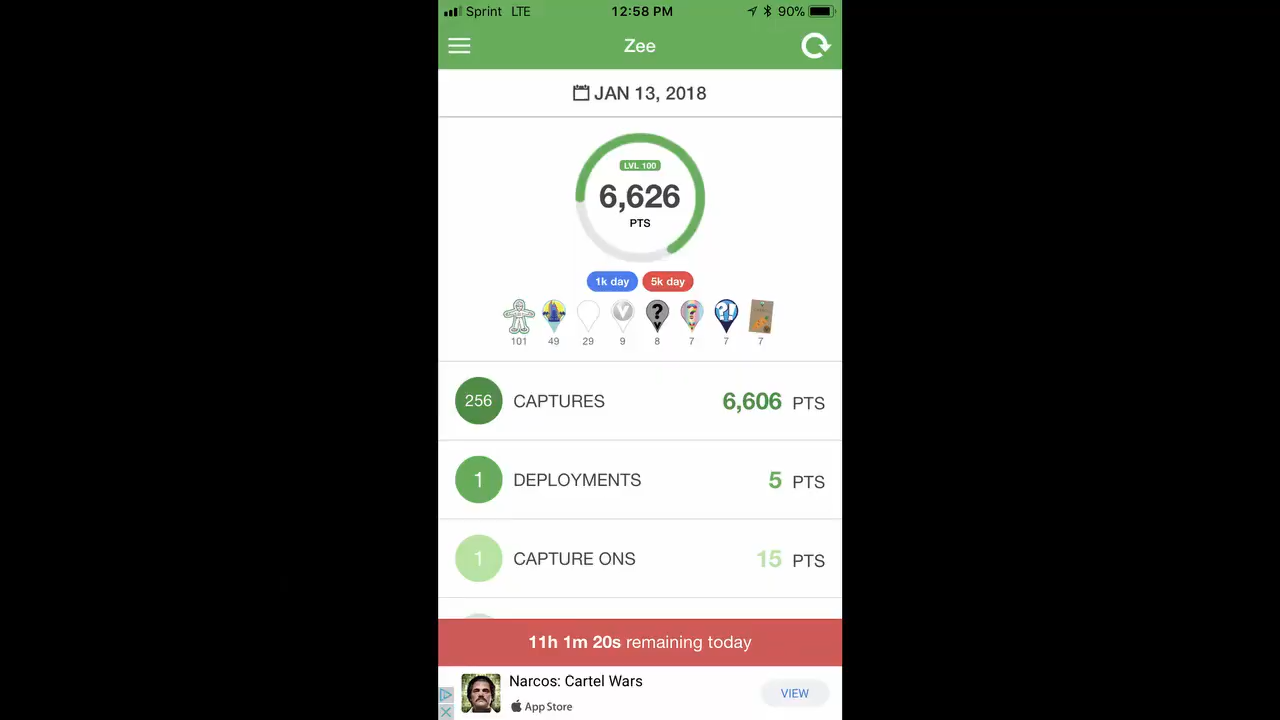 Sprint LTE 12:58 PM 90%
Zee
JAN 13, 2018
LVL 100
6,626
PTS
1k day 5k day
101 49 29 9 8 7 7 7
256 CAPTURES 6,606 PTS
1 DEPLOYMENTS 5 PTS
1 CAPTURE ONS 15 PTS
11h 1m 20s remaining today
Narcos: Cartel Wars
App Store
VIEW